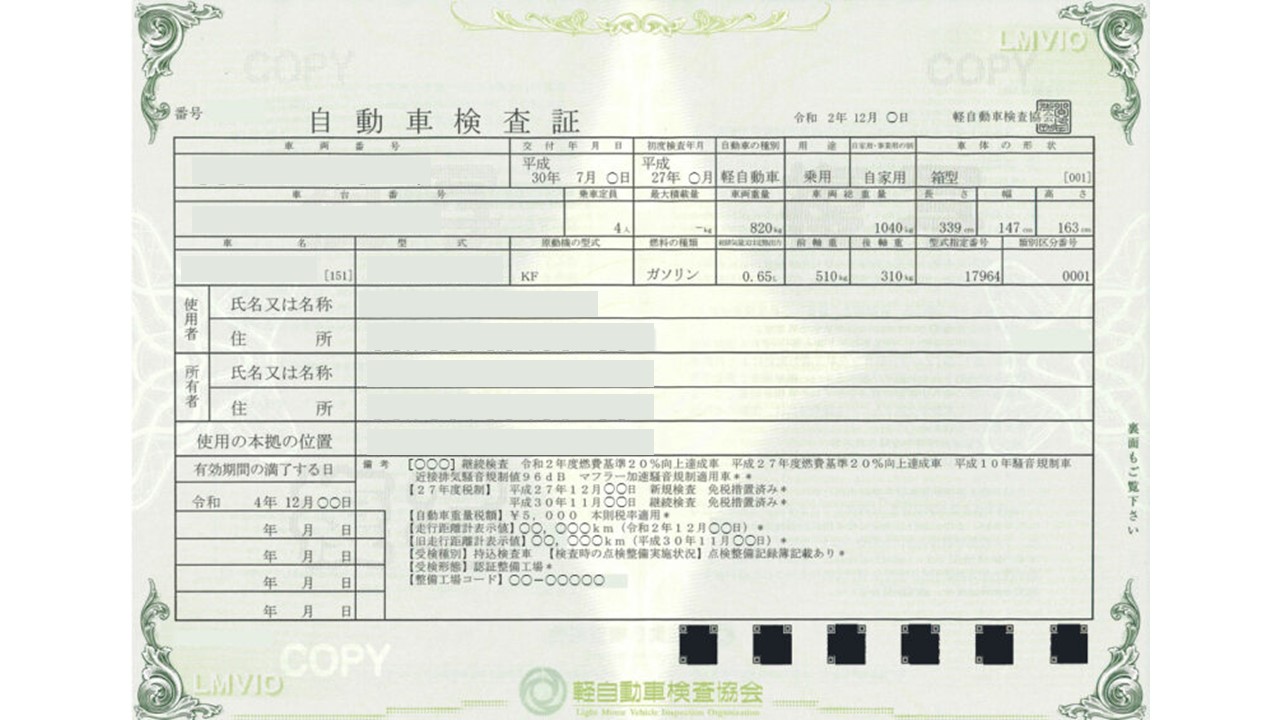 COPY
LMVIO
COPY
番号
自動車検査証
令和 2年 12月 〇日
軽自動車検査協会
車両番号 交付年月日 初度検査年月 自動車の種別 用途 自家用・事業用の別 車体の形状
平成 30年 7月 〇日 平成 27年 〇月 軽自動車 乗用 自家用 箱型 [001]
車台番号 乗車定員 最大積載量 車両重量 車両総重量 長さ 幅 高さ
4人 －kg 820kg 1040kg 339cm 147cm 163cm
車名 型式 原動機の型式 燃料の種類 前軸重 後軸重 型式指定番号 類別区分番号
[151] KF ガソリン 0.65L 510kg 310kg 17964 0001
使用者
氏名又は名称
住所
所有者
氏名又は名称
住所
使用の本拠の位置
有効期間の満了する日
令和 4年 12月〇〇日
年 月 日
年 月 日
年 月 日
年 月 日
備考
[〇〇〇] 継続検査 令和２年度燃費基準２０％向上達成車 平成２７年度燃費基準２０％向上達成車 平成１０年騒音規制車
近接排気騒音規制値９６ｄＢ マフラー加速騒音規制適用車＊＊
【２７年度税制】 平成２７年１２月〇〇日 新規検査 免税措置済み＊
平成３０年１１月〇〇日 継続検査 免税措置済み＊
【自動車重量税額】￥５，０００ 本則税率適用＊
【走行距離計表示値】〇〇，〇〇〇ｋｍ（令和２年１２月〇〇日）＊
【旧走行距離計表示値】〇〇，〇〇〇ｋｍ（平成３０年１１月〇〇日）＊
【受検種別】持込検査車 【検査時の点検整備実施状況】点検整備記録簿記載あり＊
【受検形態】認証整備工場＊
【整備工場コード】〇〇－〇〇〇〇〇
裏面もご覧下さい
COPY
LMVIO
軽自動車検査協会
Light Motor Vehicle Inspection Organization